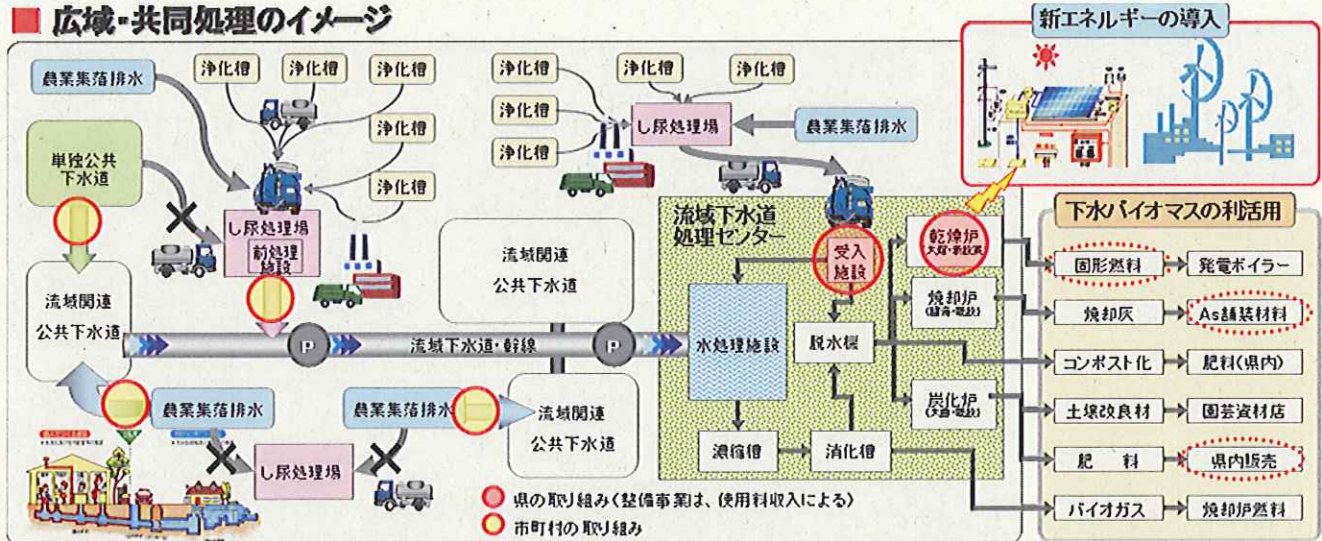 広域・共同処理のイメージ
新エネルギーの導入
農業集落排水
浄化槽
浄化槽
浄化槽
浄化槽
浄化槽
単独公共
下水道
し尿処理場
前処理
施設
浄化槽
浄化槽
浄化槽
浄化槽
し尿処理場
農業集落排水
流域関連
公共下水道
流域関連
公共下水道
P
流域下水道・幹線
P
流域関連
公共下水道
農業集落排水
農業集落排水
し尿処理場
流域下水道
処理センター
受入
施設
水処理施設
脱水機
濃縮槽
消化槽
乾燥炉
焼却炉
炭化炉
下水バイオマスの利活用
固形燃料
発電ボイラー
焼却灰
As舗装材料
コンポスト化
肥料(県内)
土壌改良材
園芸資材店
肥 料
県内販売
バイオガス
焼却炉燃料
県の取り組み(整備事業は、使用料収入による)
市町村の取り組み